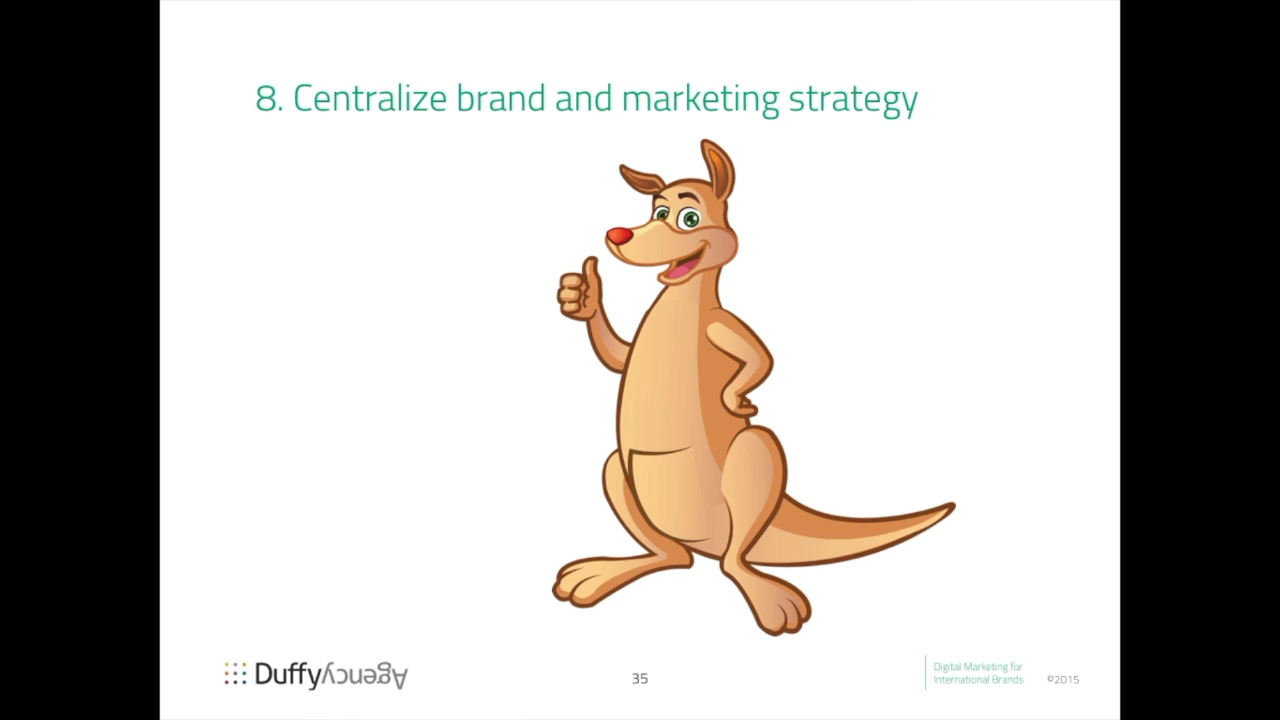 8. Centralize brand and marketing strategy
DuffyAgency
35
Digital Marketing for
International Brands
©2015